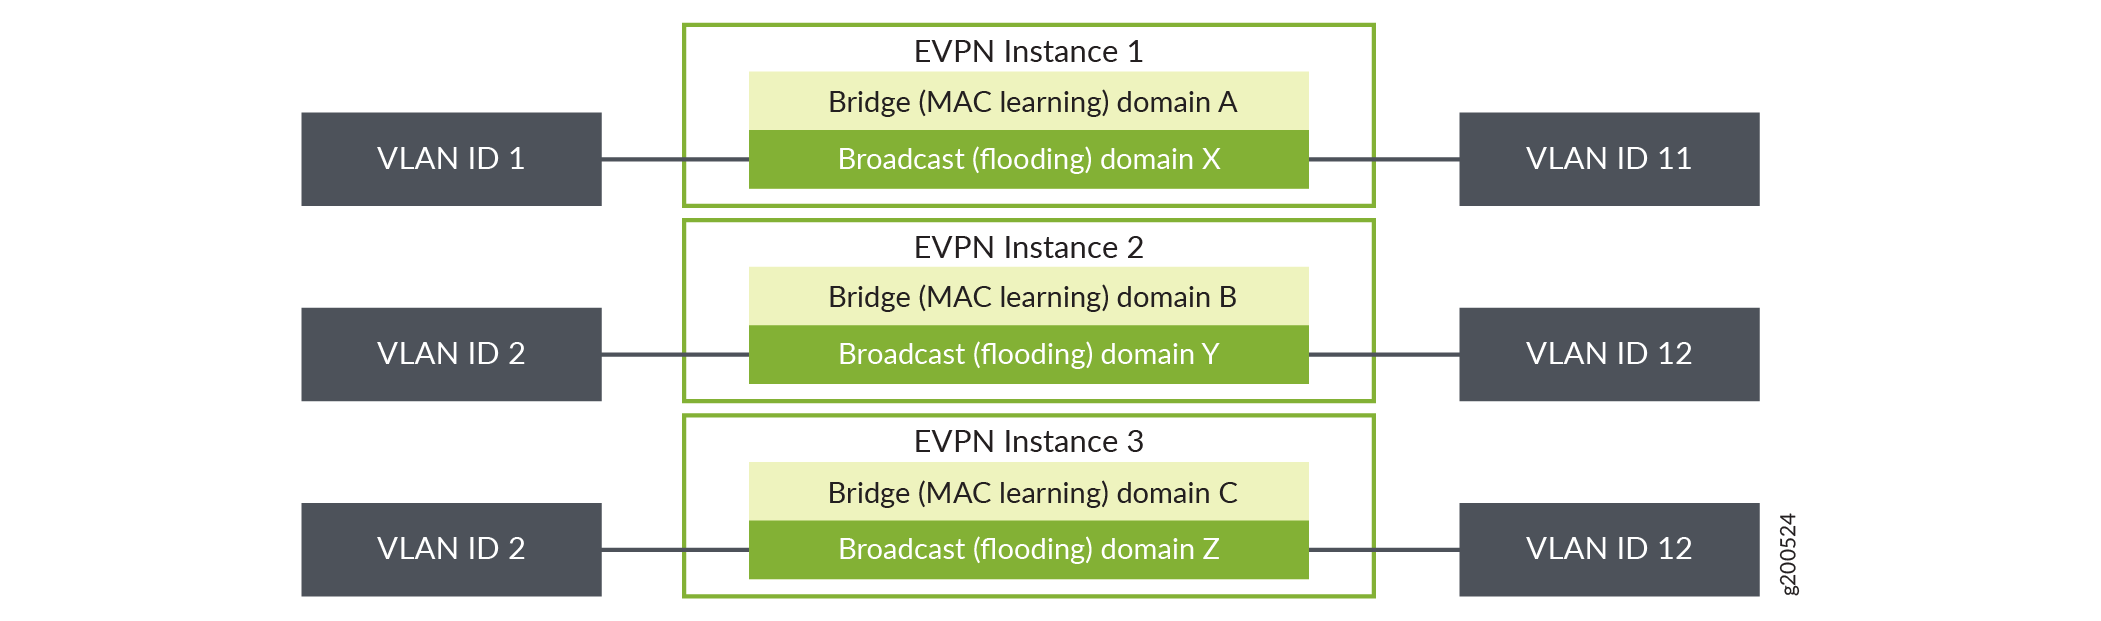 EVPN Instance 1
Bridge (MAC learning) domain A
VLAN ID 1
Broadcast (flooding) domain X
VLAN ID 11
EVPN Instance 2
Bridge (MAC learning) domain B
VLAN ID 2
Broadcast (flooding) domain Y
VLAN ID 12
EVPN Instance 3
Bridge (MAC learning) domain C
VLAN ID 2
Broadcast (flooding) domain Z
VLAN ID 12
g200524